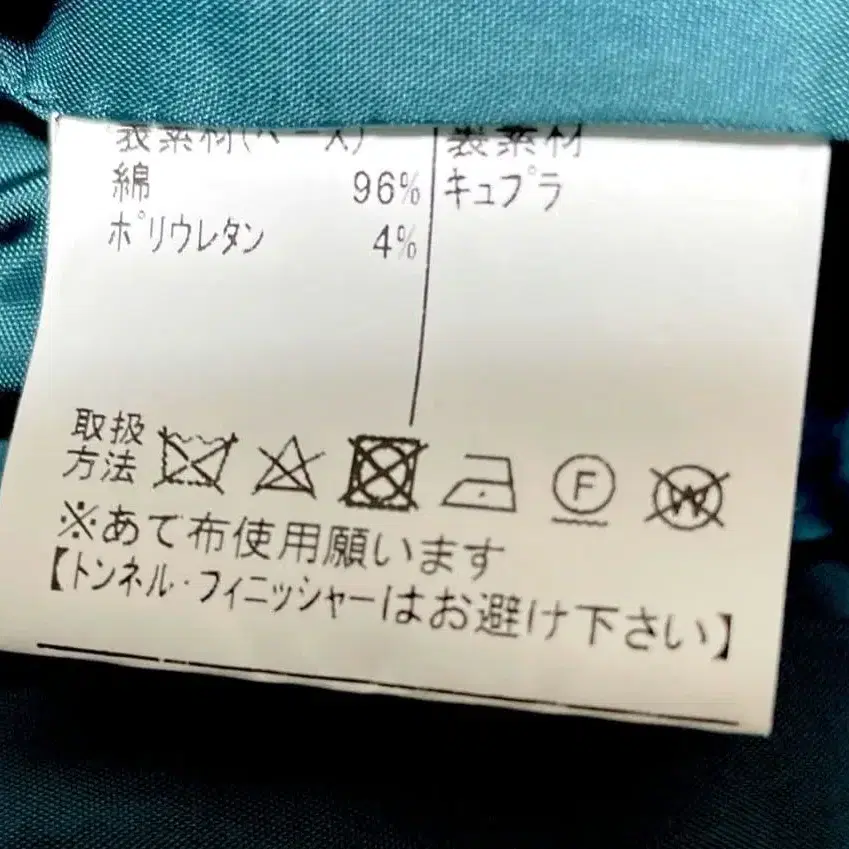 綿 96%
ポリウレタン 4%
キュプラ
取扱
方法
F
W
※あて布使用願います
【トンネル・フィニッシャーはお避け下さい】